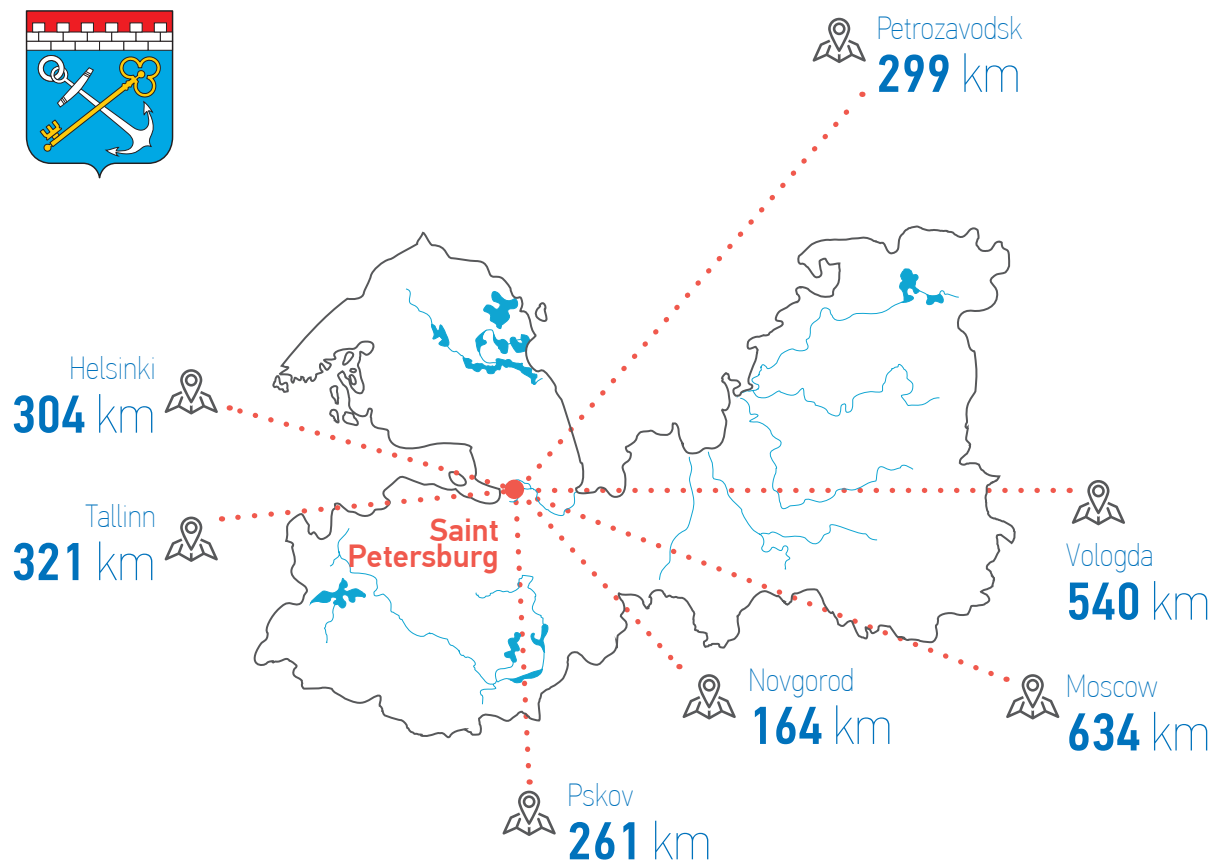 Petrozavodsk
299 km
Helsinki
304 km
Tallinn
321 km
Saint
Petersburg
Vologda
540 km
Novgorod
164 km
Moscow
634 km
Pskov
261 km